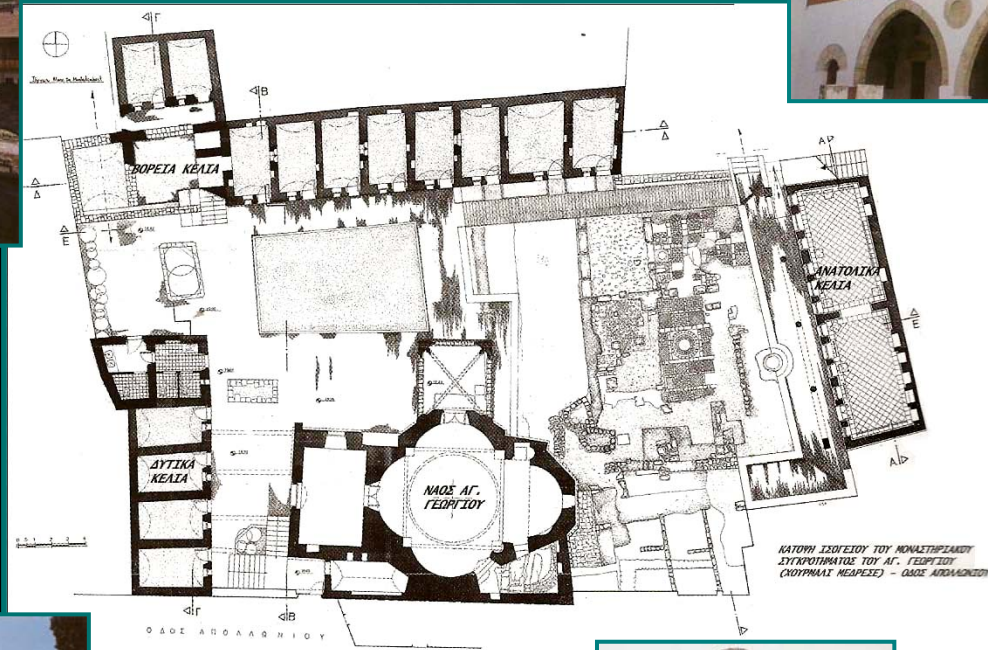 Γ
Β
ΒΟΡΕΙΑ ΚΕΛΙΑ
Δ
Δ
Δ
Δ
Ε
Α
ΑΝΑΤΟΛΙΚΑ
ΚΕΛΙΑ
Ε
ΔΥΤΙΚΑ
ΚΕΛΙΑ
ΝΑΟΣ ΑΓ.
ΓΕΩΡΓΙΟΥ
Α
ΚΑΤΟΨΗ ΙΣΟΓΕΙΟΥ ΤΟΥ ΜΟΝΑΣΤΗΡΙΑΚΟΥ
ΣΥΓΚΡΟΤΗΜΑΤΟΣ ΤΟΥ ΑΓ. ΓΕΩΡΓΙΟΥ
(ΧΟΥΡΜΑΛΙ ΜΕΔΡΕΣΕ) - ΟΔΟΣ ΑΠΟΛΛΩΝΙΟΥ
Γ
Β
ΟΔΟΣ ΑΠΟΛΛΩΝΙΟΥ